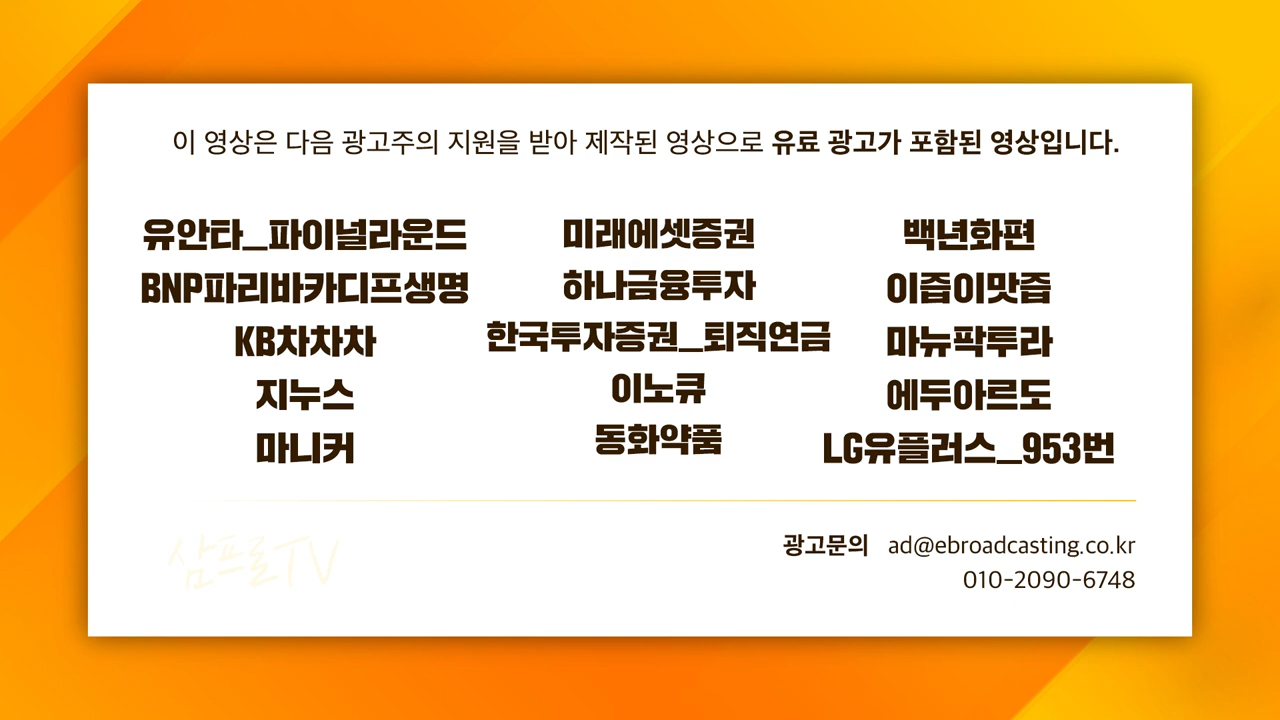 이 영상은 다음 광고주의 지원을 받아 제작된 영상으로 유료 광고가 포함된 영상입니다.
유안타_파이널라운드
BNP파리바카디프생명
KB차차차
지누스
마니커
미래에셋증권
하나금융투자
한국투자증권_퇴직연금
이노큐
동화약품
백년화편
이즙이맛즙
마뉴팍투라
에두아르도
LG유플러스_953번
삼프로TV
광고문의 ad@ebroadcasting.co.kr
010-2090-6748